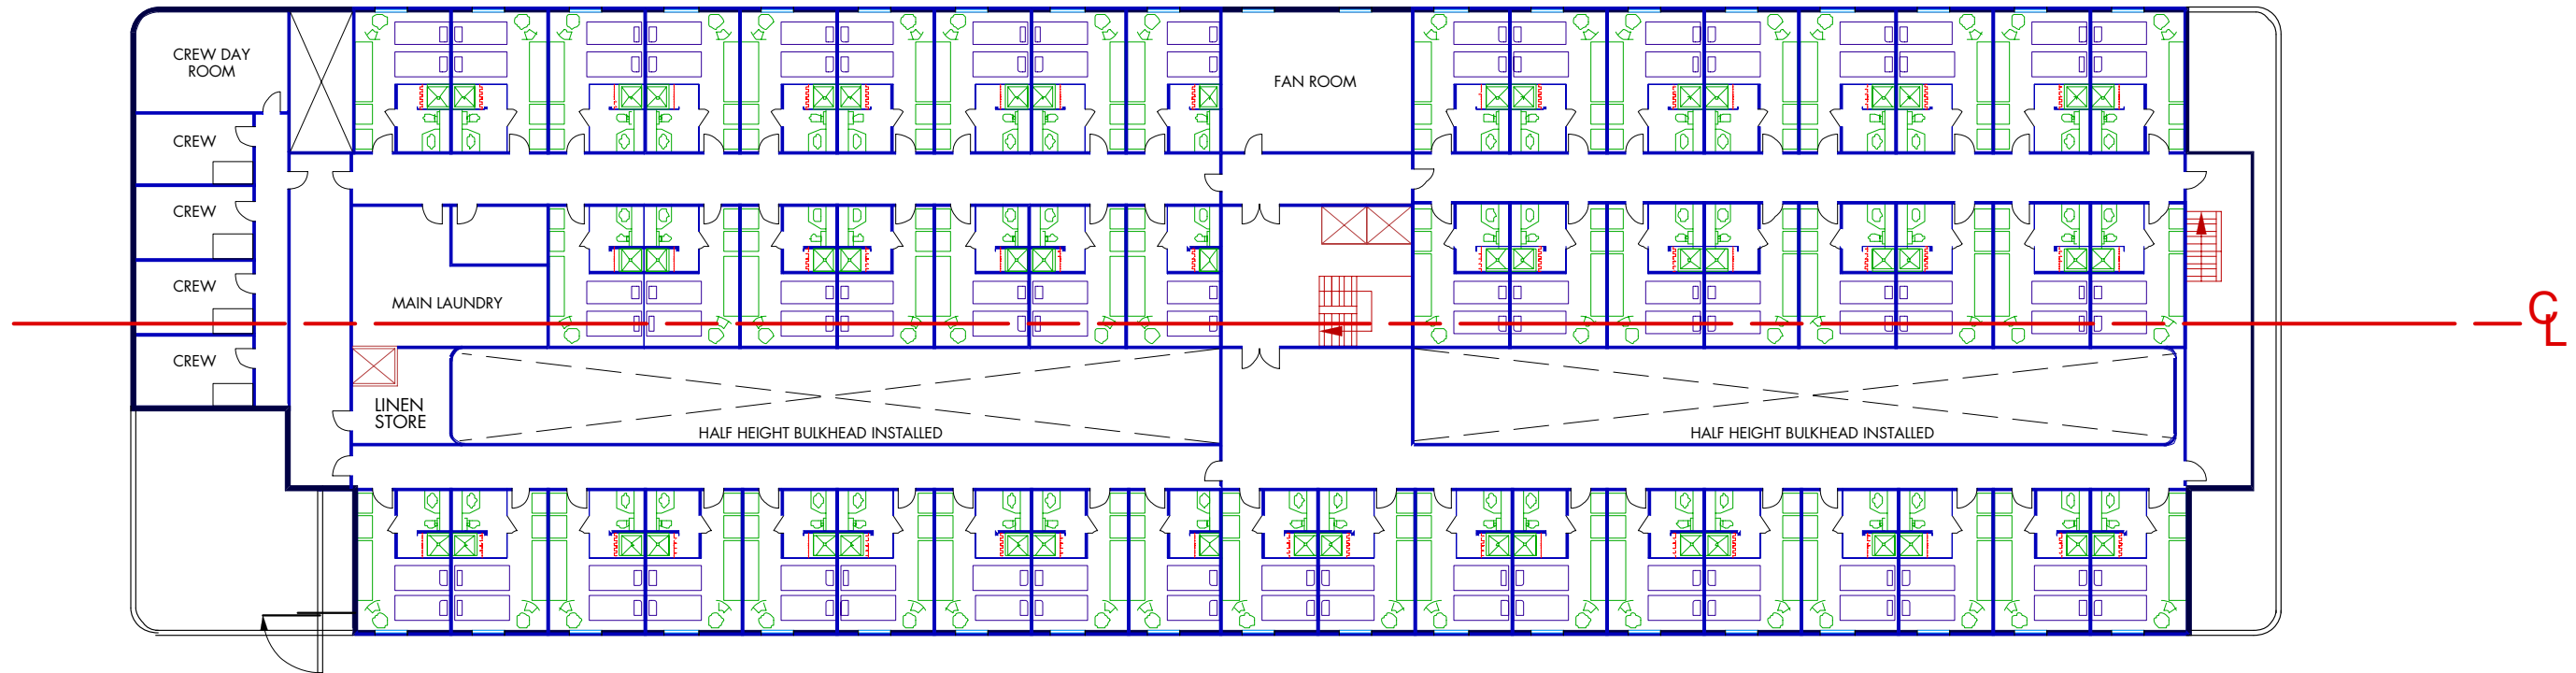 CREW DAY
ROOM
FAN ROOM
CREW
CREW
CREW
MAIN LAUNDRY
CREW
LINEN
STORE
HALF HEIGHT BULKHEAD INSTALLED
HALF HEIGHT BULKHEAD INSTALLED
CL